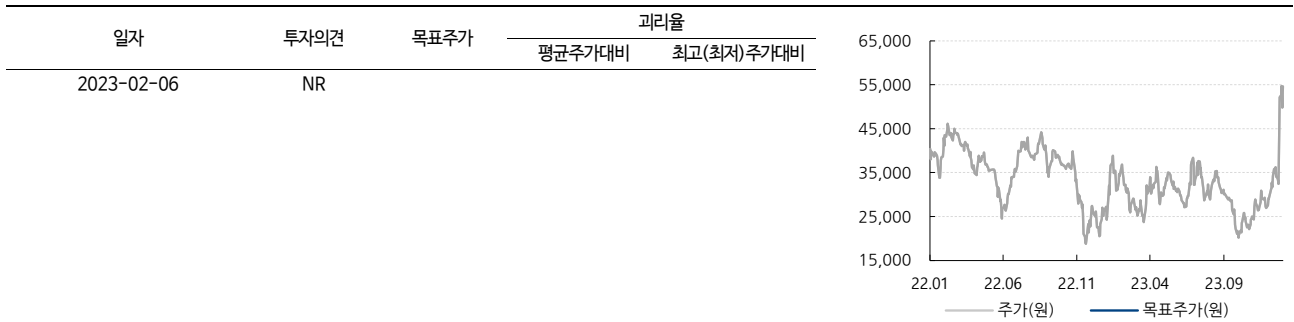 일자 투자의견 목표주가 괴리율
평균주가대비 최고(최저)주가대비
2023-02-06 NR
65,000
55,000
45,000
35,000
25,000
15,000
22.01 22.06 22.11 23.04 23.09
주가(원) 목표주가(원)